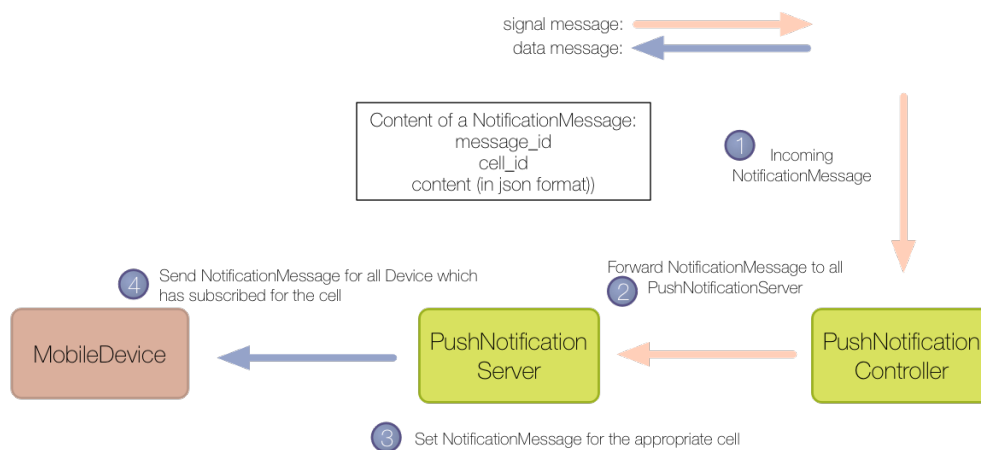 signal message:
data message:
Content of a NotificationMessage:
message_id
cell_id
content (in json format))
1
Incoming
NotificationMessage
4
Send NotificationMessage for all Device which
has subscribed for the cell
Forward NotificationMessage to all
2
PushNotificationServer
MobileDevice
PushNotification
Server
PushNotification
Controller
3
Set NotificationMessage for the appropriate cell